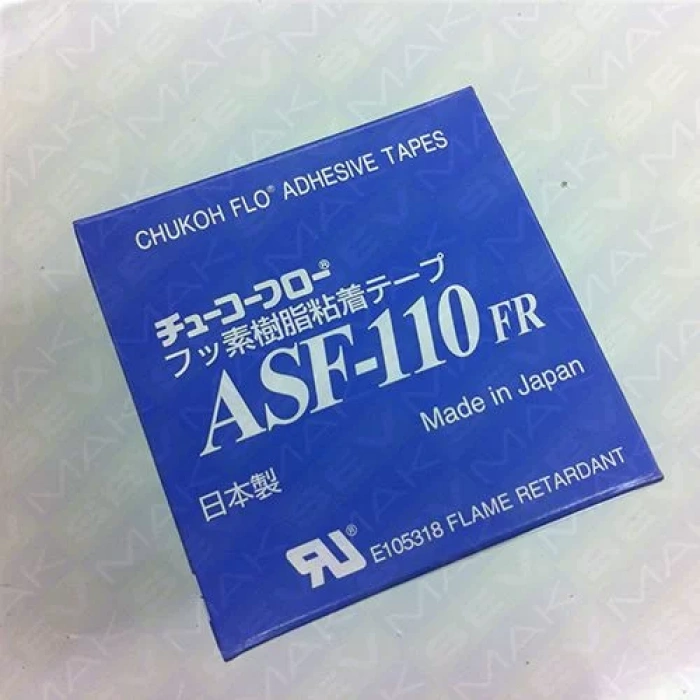 CHUKOH FLO® ADHESIVE TAPES
チューコーフロー®
フッ素樹脂粘着テープ
ASF-110 FR
Made in Japan
日本製
RU® E105318 FLAME RETARDANT